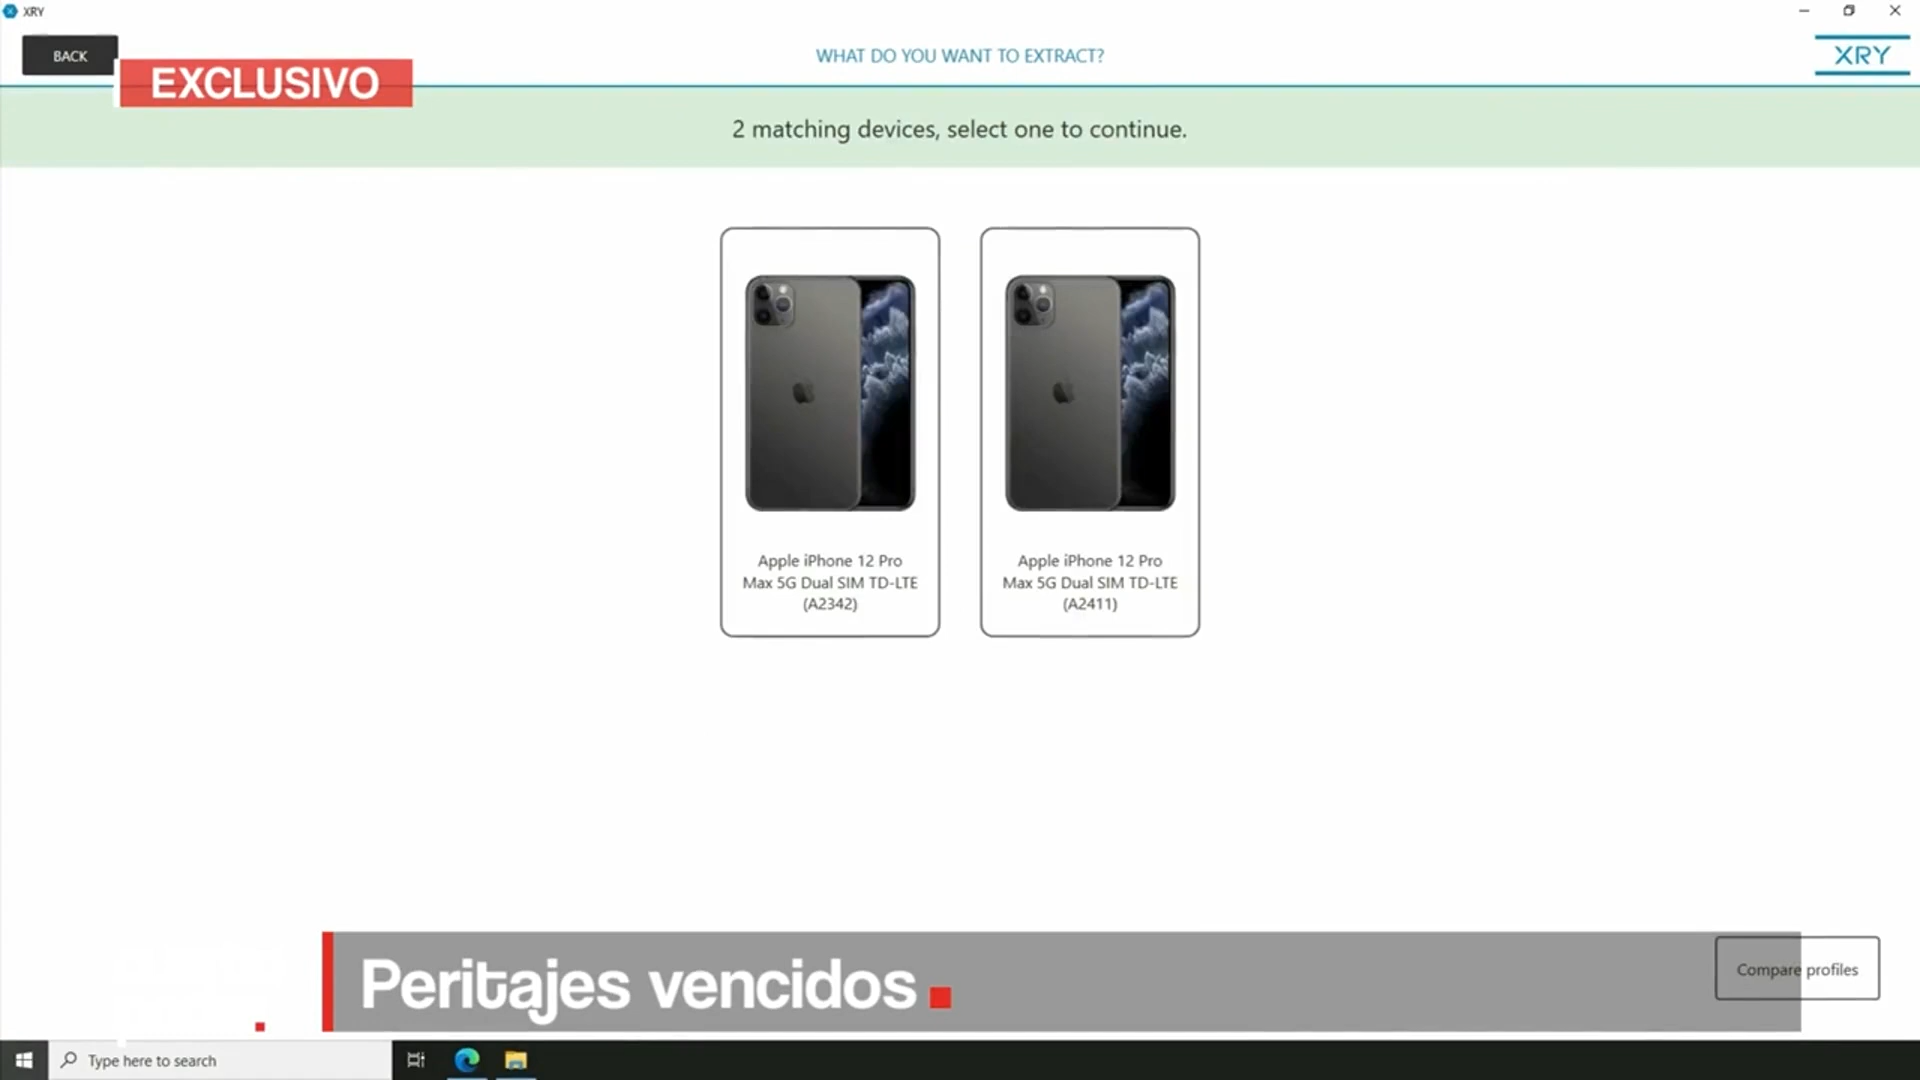 XRY
BACK
WHAT DO YOU WANT TO EXTRACT?
XRY
EXCLUSIVO
2 matching devices, select one to continue.
Apple iPhone 12 Pro
Max 5G Dual SIM TD-LTE
(A2342)
Apple iPhone 12 Pro
Max 5G Dual SIM TD-LTE
(A2411)
Peritajes vencidos
Compare profiles
Type here to search